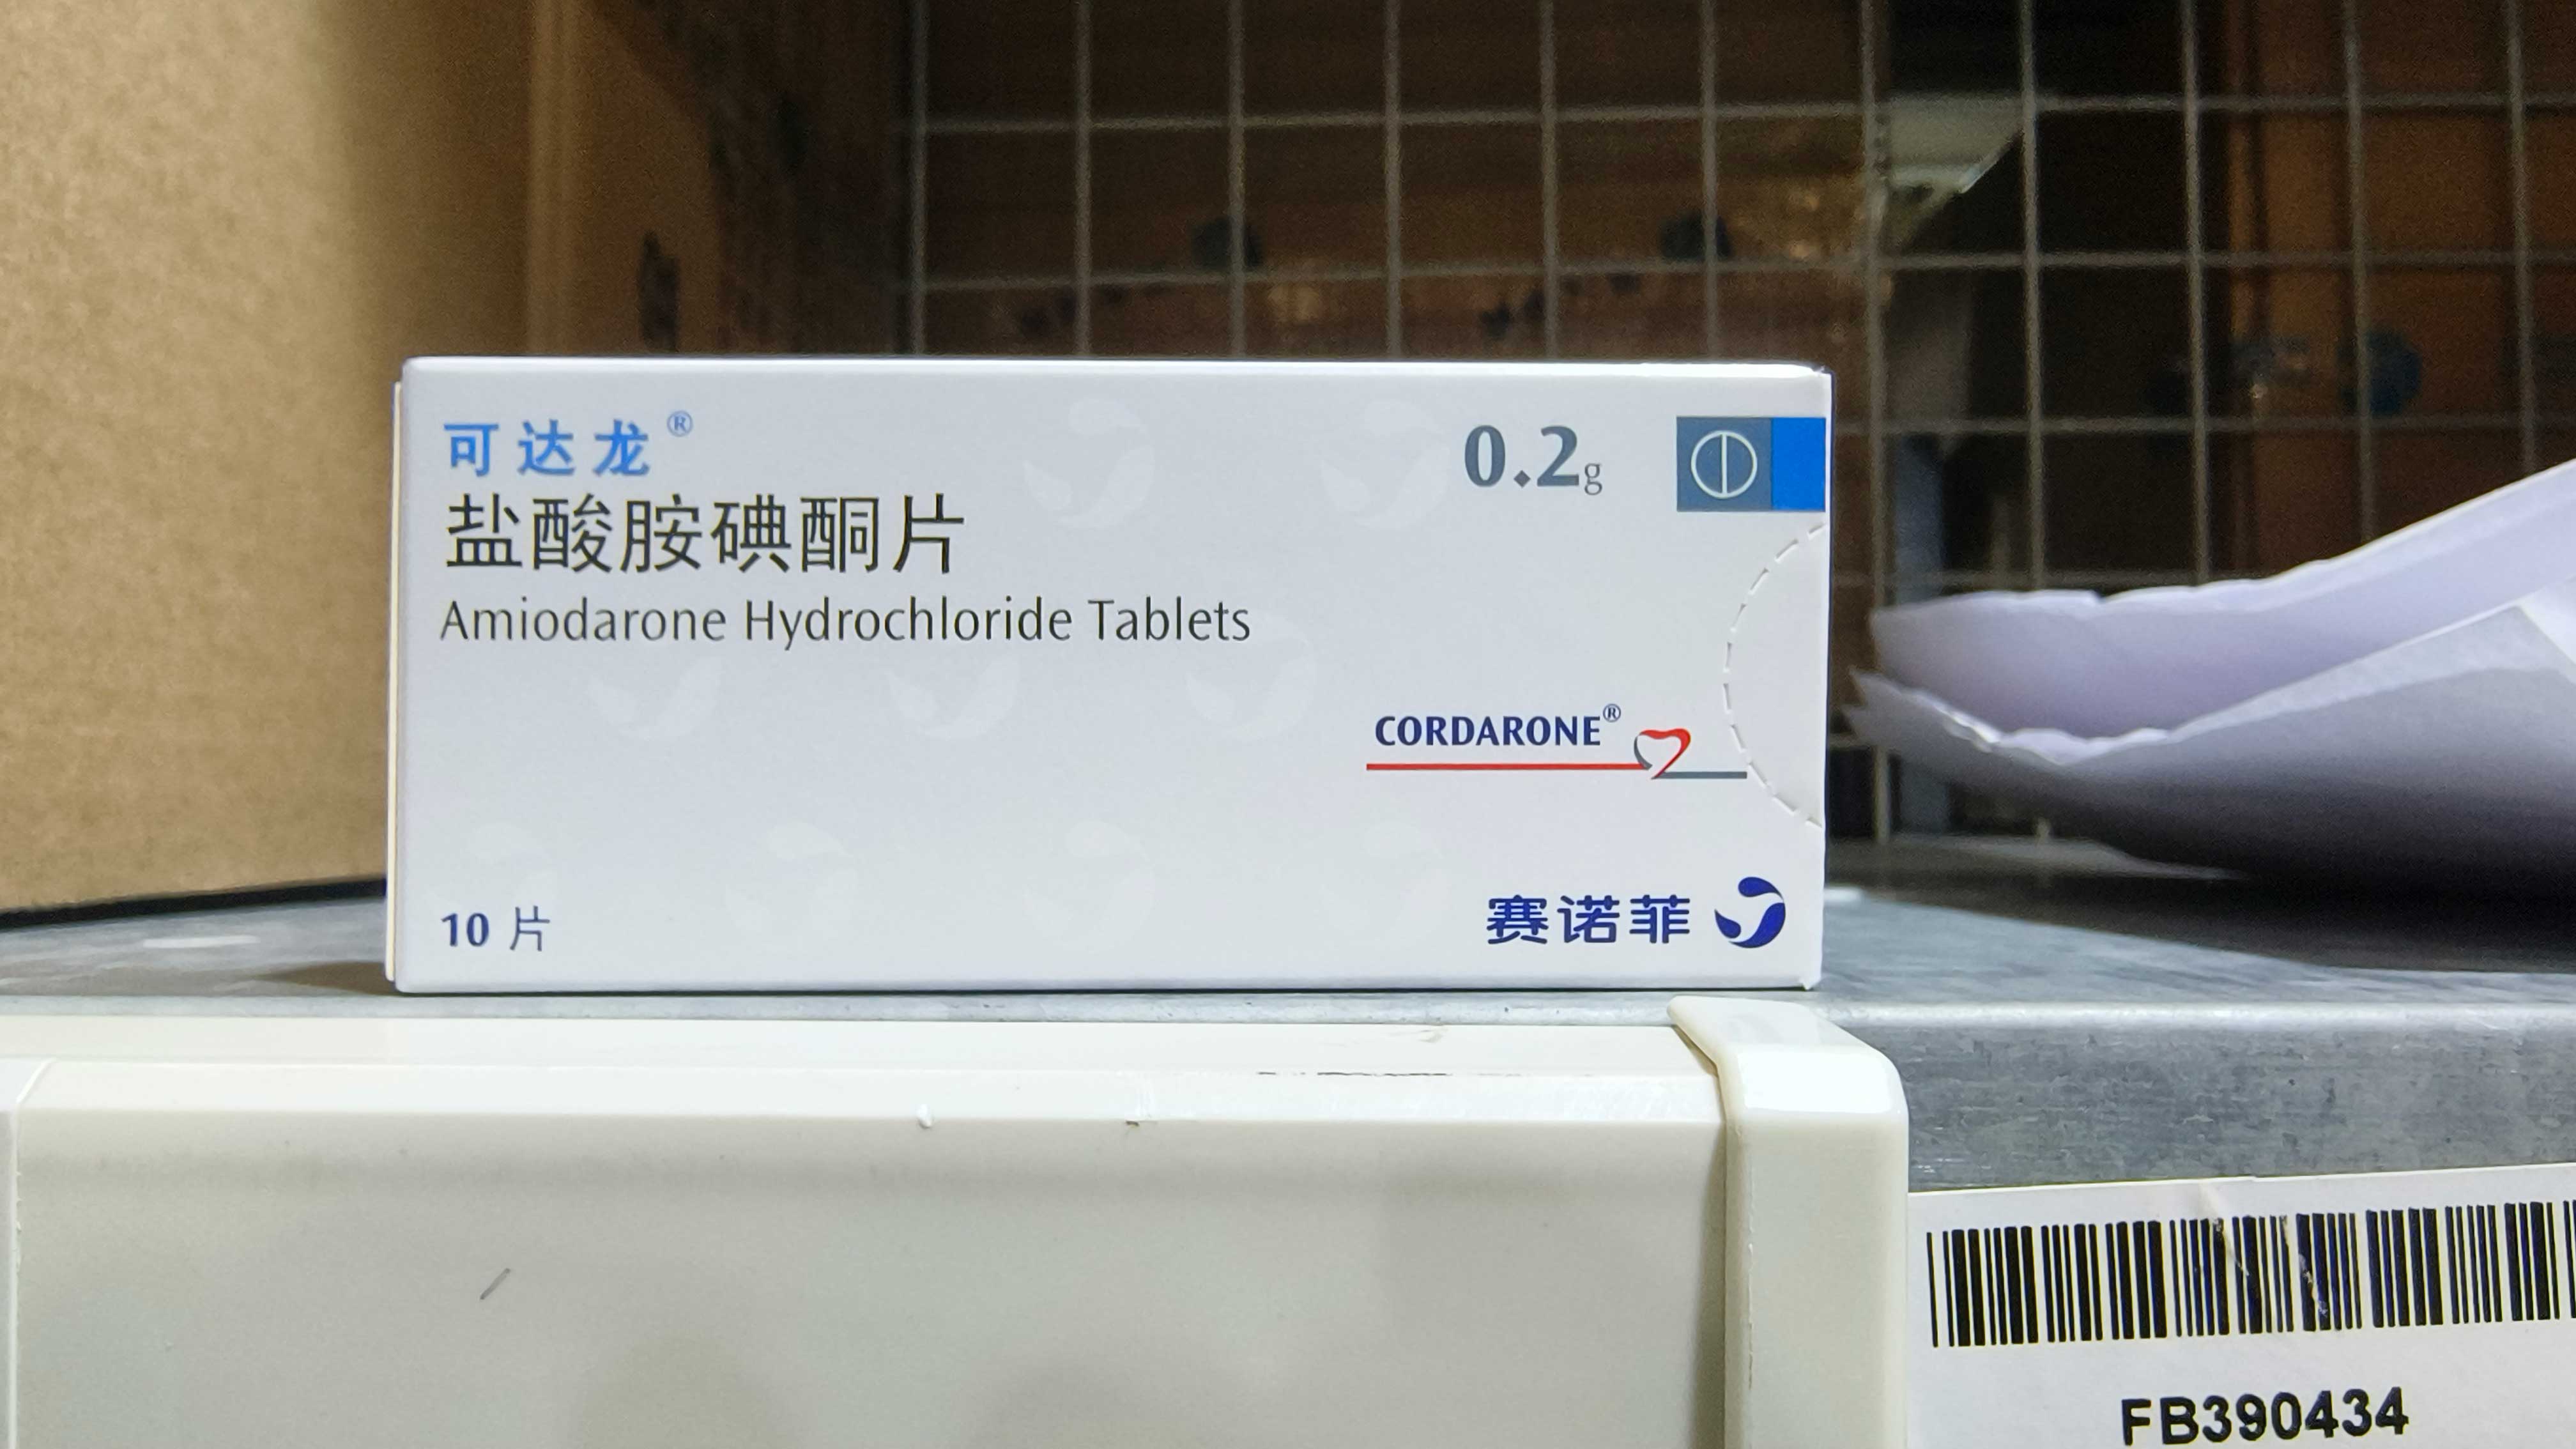 可达龙®
0.2g
盐酸胺碘酮片
Amiodarone Hydrochloride Tablets
CORDARONE®
10 片
赛诺菲
FB390434